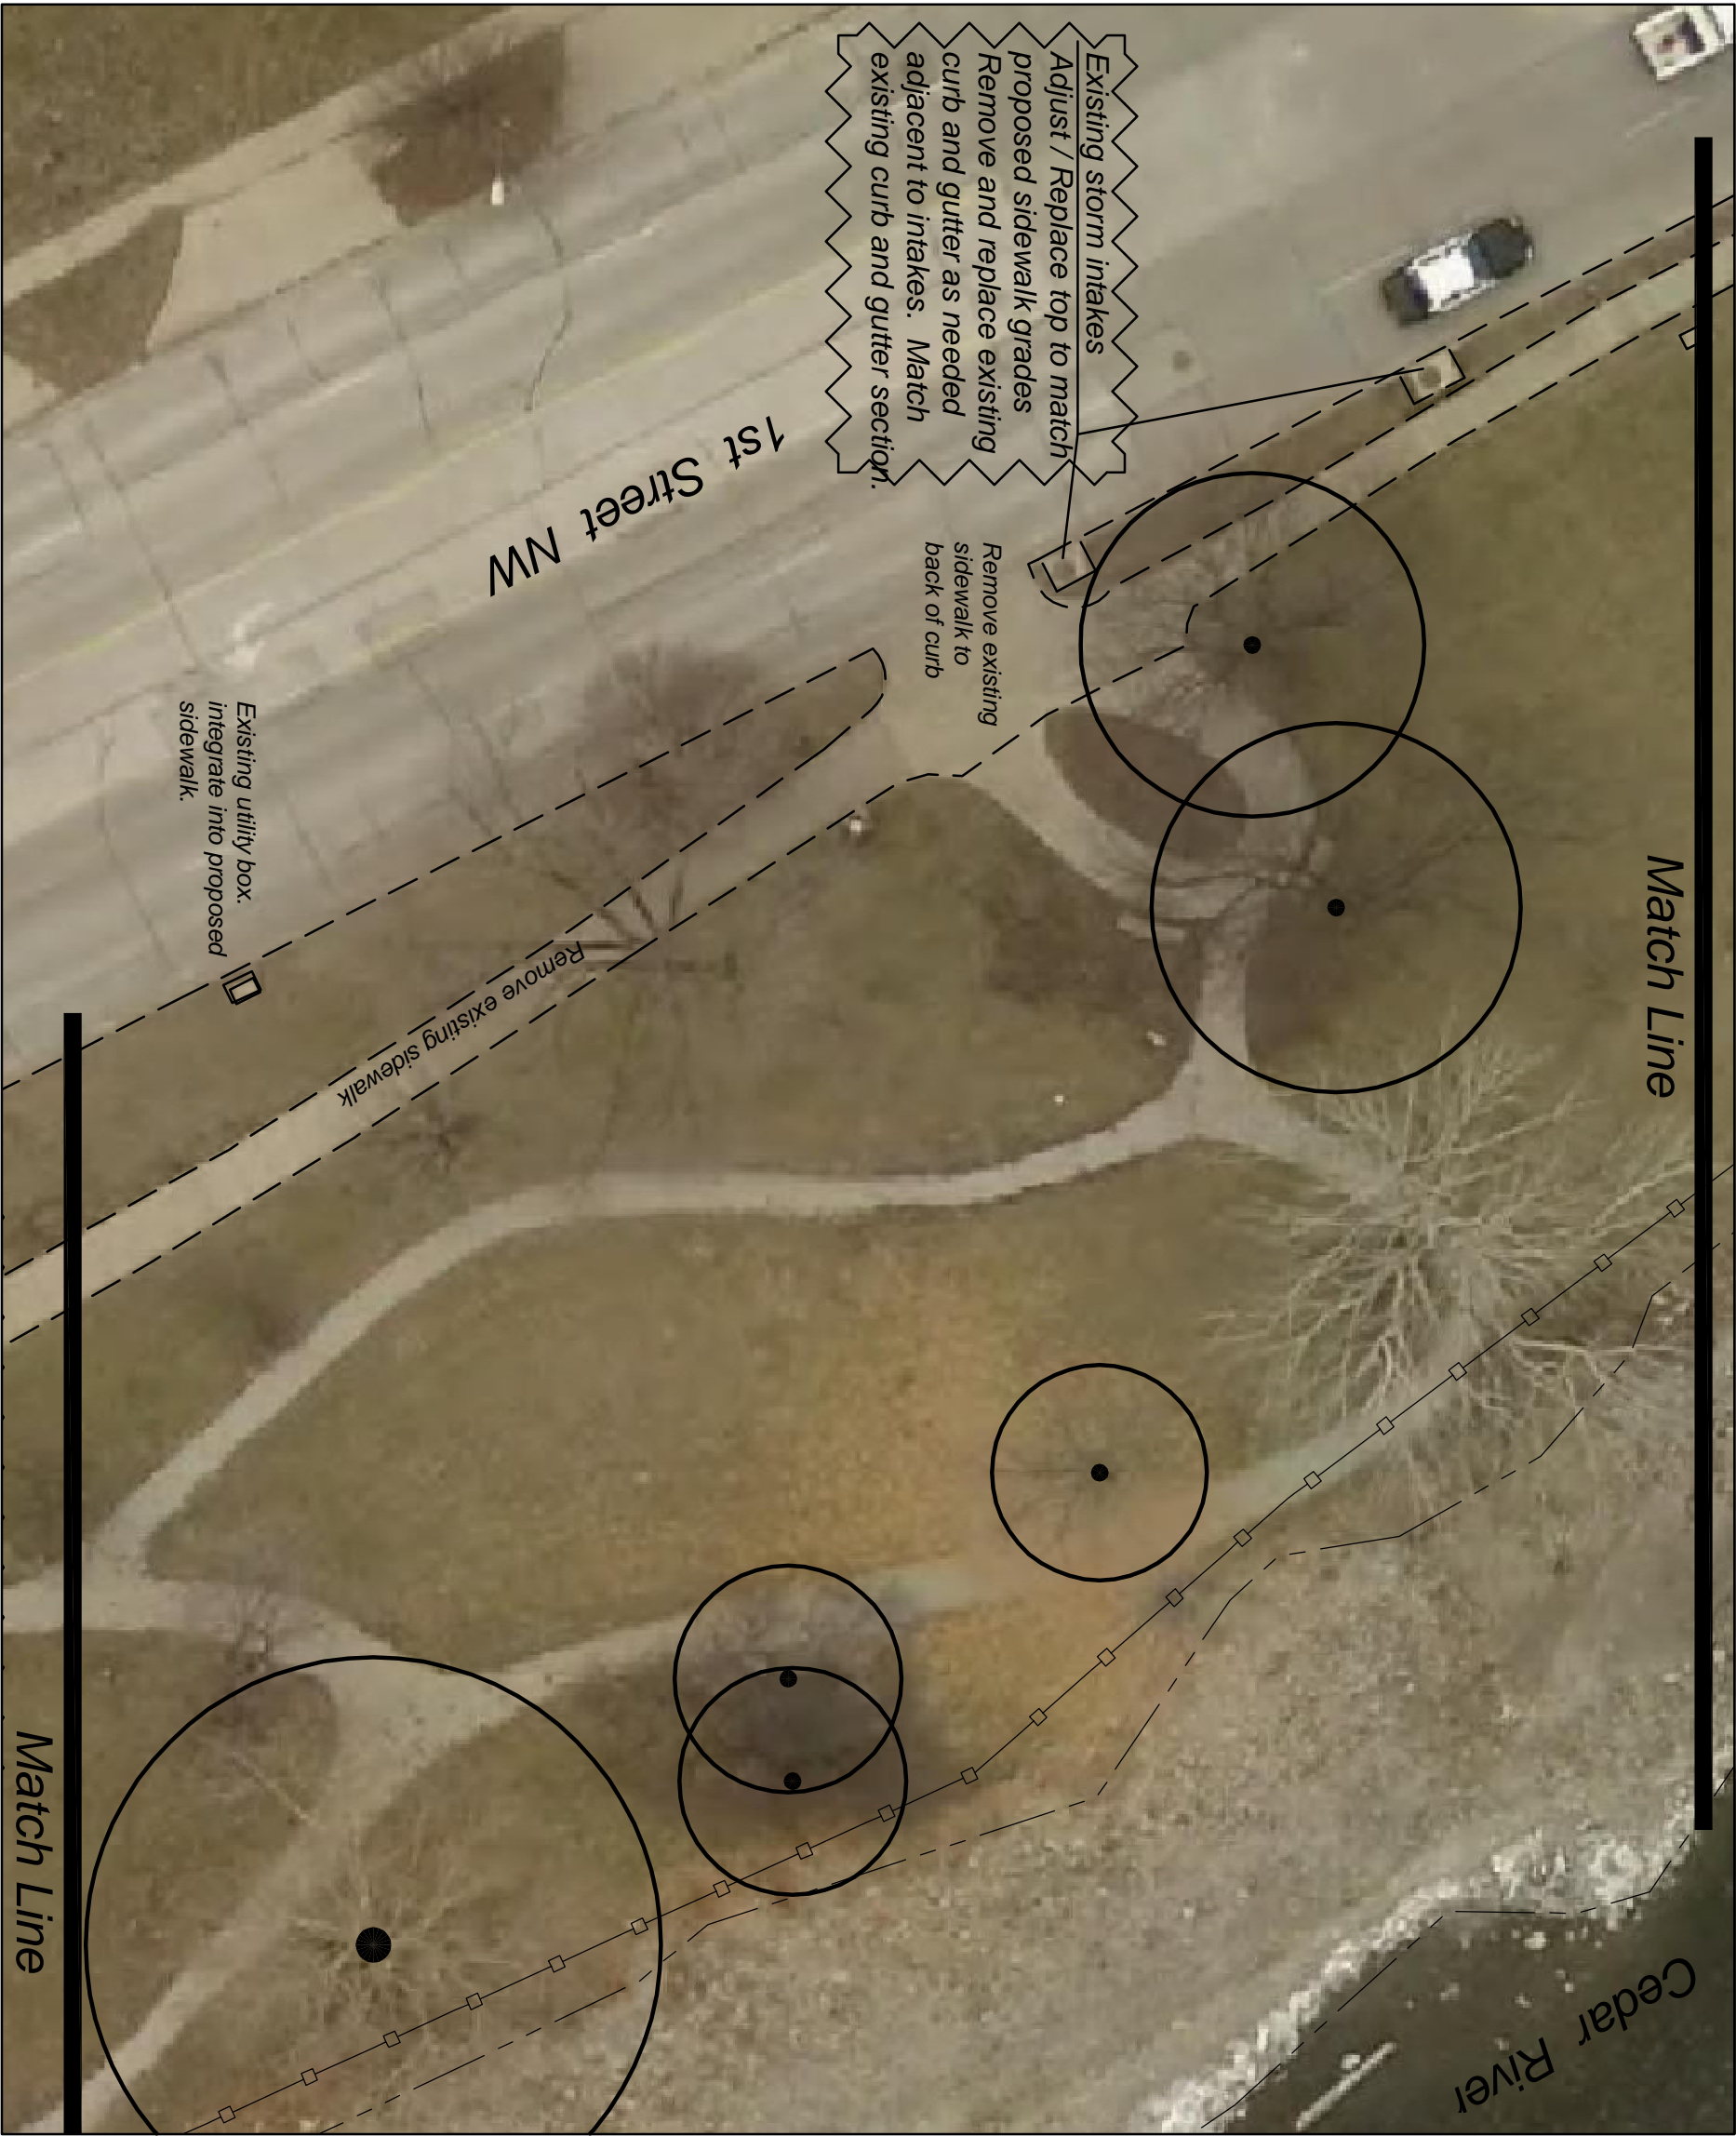 Existing storm intakes
Adjust / Replace top to match
proposed sidewalk grades
Remove and replace existing
curb and gutter as needed
adjacent to intakes.  Match
existing curb and gutter section.
1st Street NW
Remove existing
sidewalk to
back of curb
Existing utility box.
integrate into proposed
sidewalk.
Remove existing sidewalk
Match Line
Match Line
Cedar River